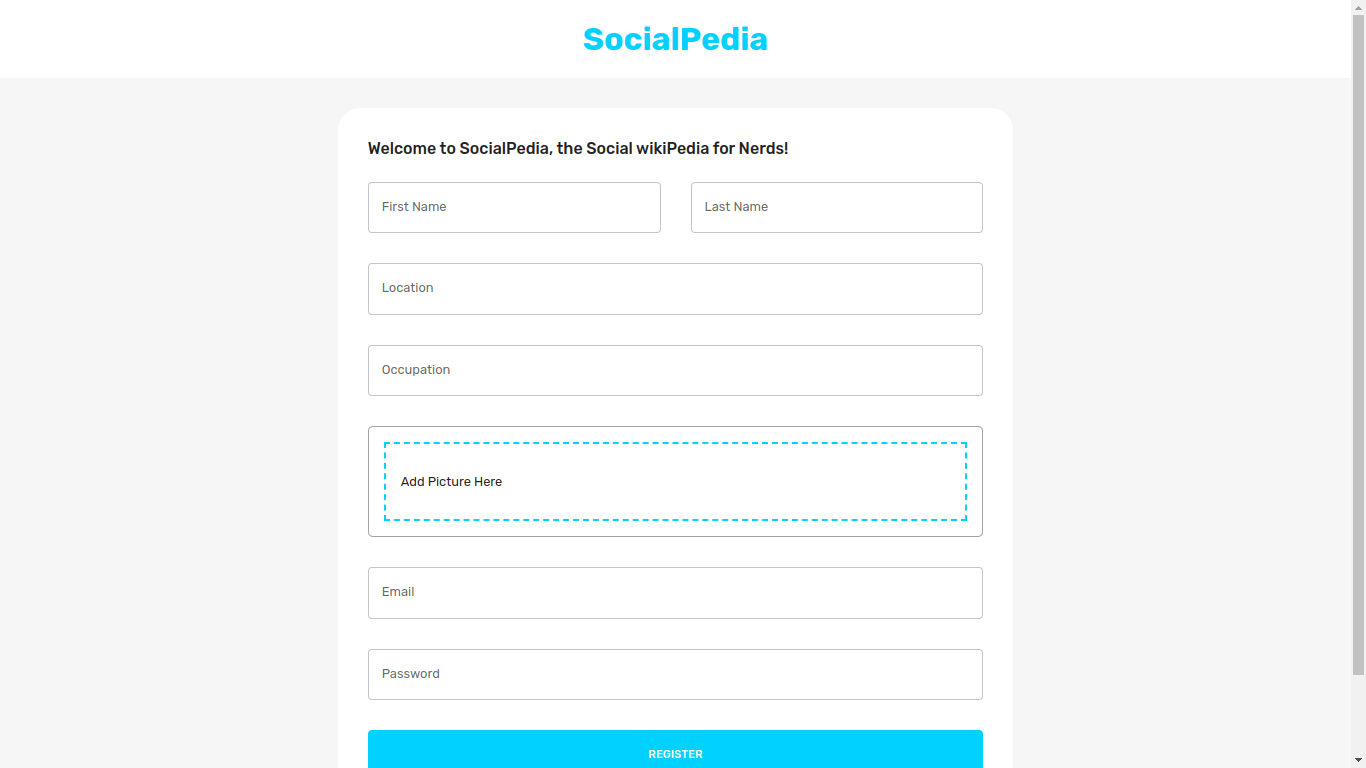 SocialPedia
Welcome to SocialPedia, the Social wikiPedia for Nerds!
First Name
Last Name
Location
Occupation
Add Picture Here
Email
Password
REGISTER